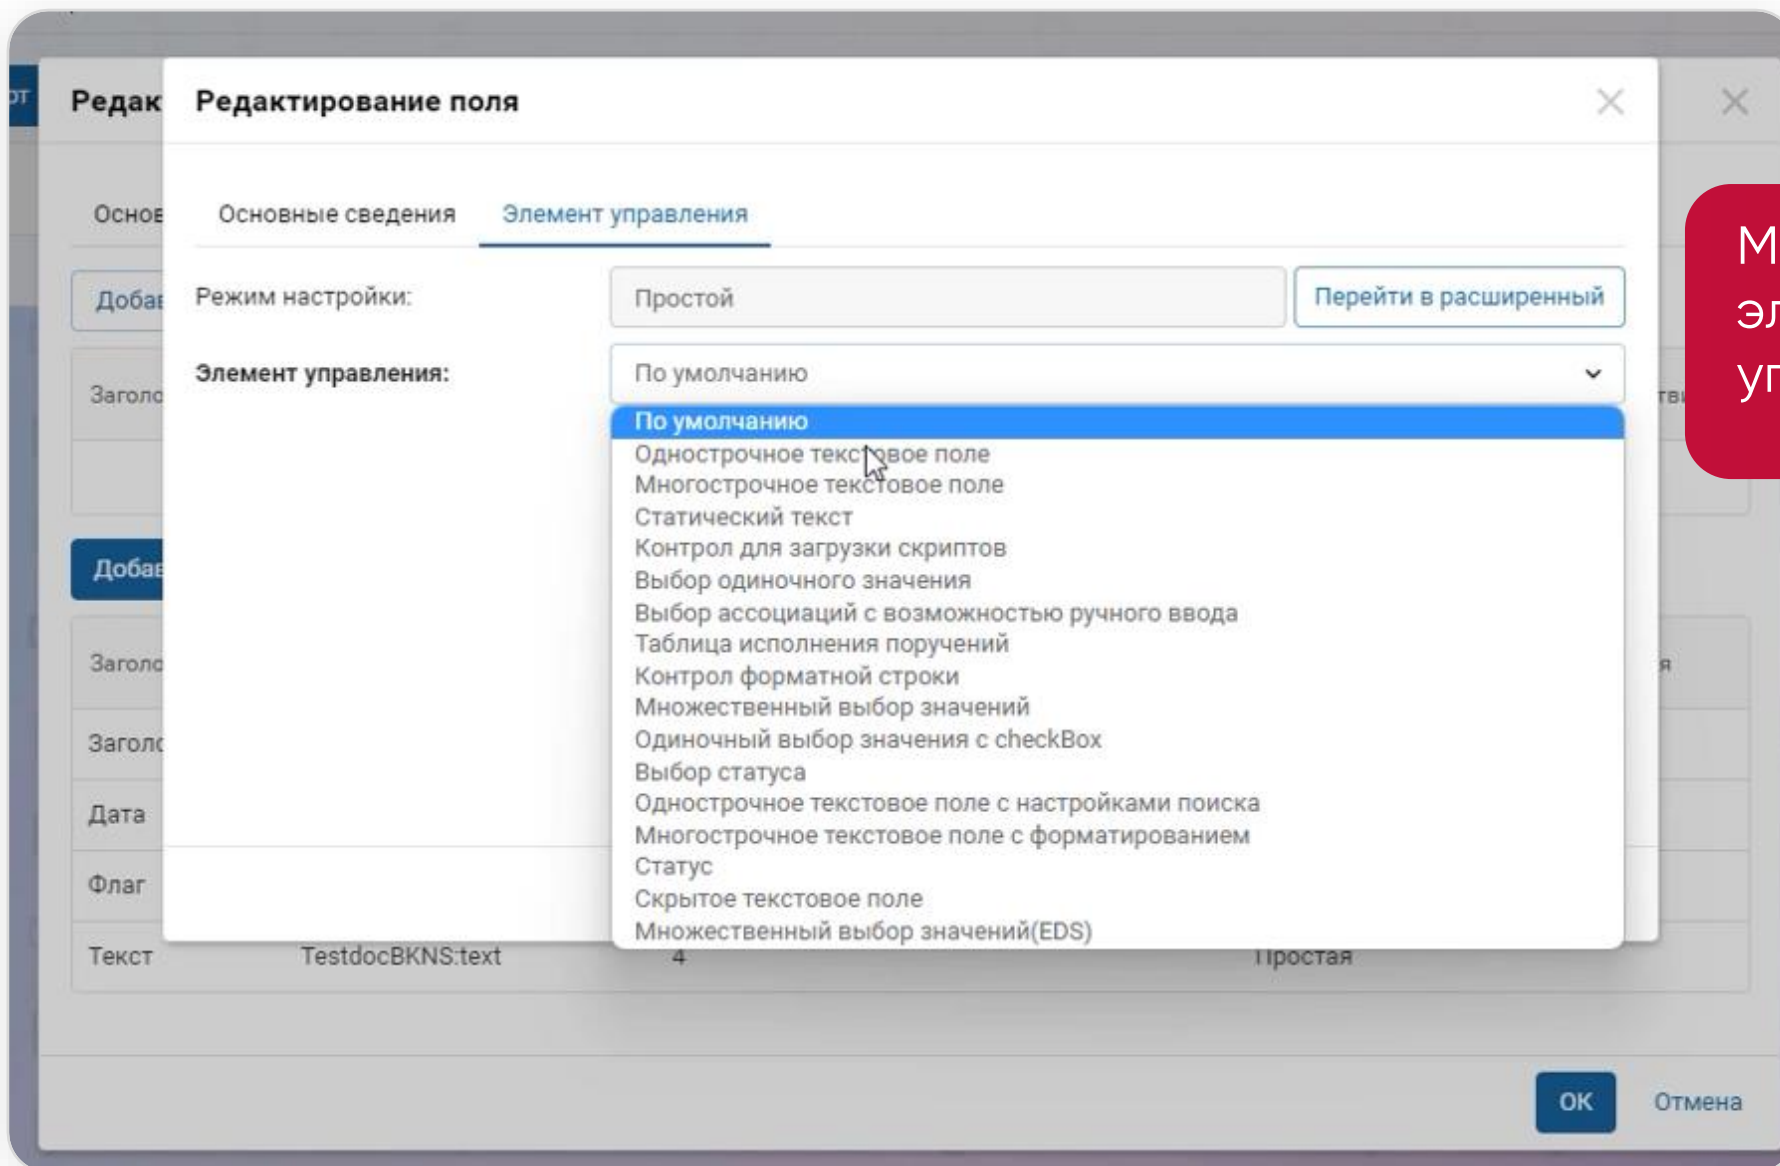 Редак
Редактирование поля
Основ
Основные сведения
Элемент управления
Добав
Режим настройки:
Простой
Перейти в расширенный
Элемент управления:
По умолчанию
Заголо
По умолчанию
Однострочное текстовое поле
Многострочное текстовое поле
Статический текст
Контрол для загрузки скриптов
Выбор одиночного значения
Выбор ассоциаций с возможностью ручного ввода
Таблица исполнения поручений
Контрол форматной строки
Множественный выбор значений
Одиночный выбор значения с checkBox
Выбор статуса
Однострочное текстовое поле с настройками поиска
Многострочное текстовое поле с форматированием
Статус
Скрытое текстовое поле
Множественный выбор значений(EDS)
Добав
Заголо
я
Заголо
Дата
Флаг
Текст TestdocBKNS:text 4 Простая
ОК Отмена